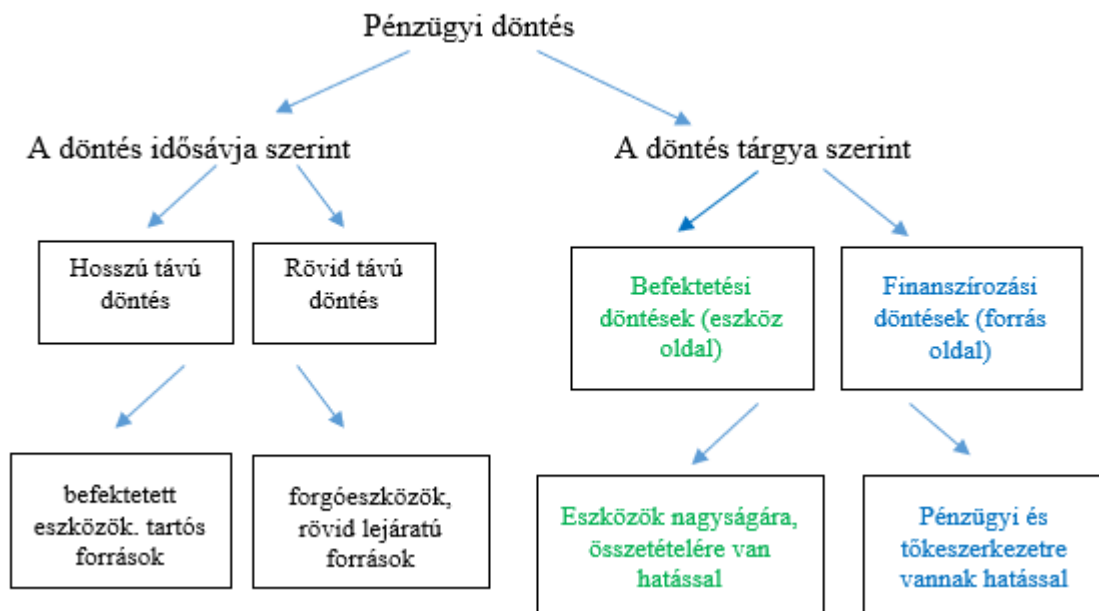 Pénzügyi döntés
A döntés idősávja szerint
A döntés tárgya szerint
Hosszú távú
döntés
Rövid távú
döntés
Befektetési
döntések (eszköz
oldal)
Finanszírozási
döntések (forrás
oldal)
befektetett
eszközök. tartós
források
forgóeszközök,
rövid lejáratú
források
Eszközök nagyságára,
összetételére van
hatással
Pénzügyi és
tőkeszerkezetre
vannak hatással